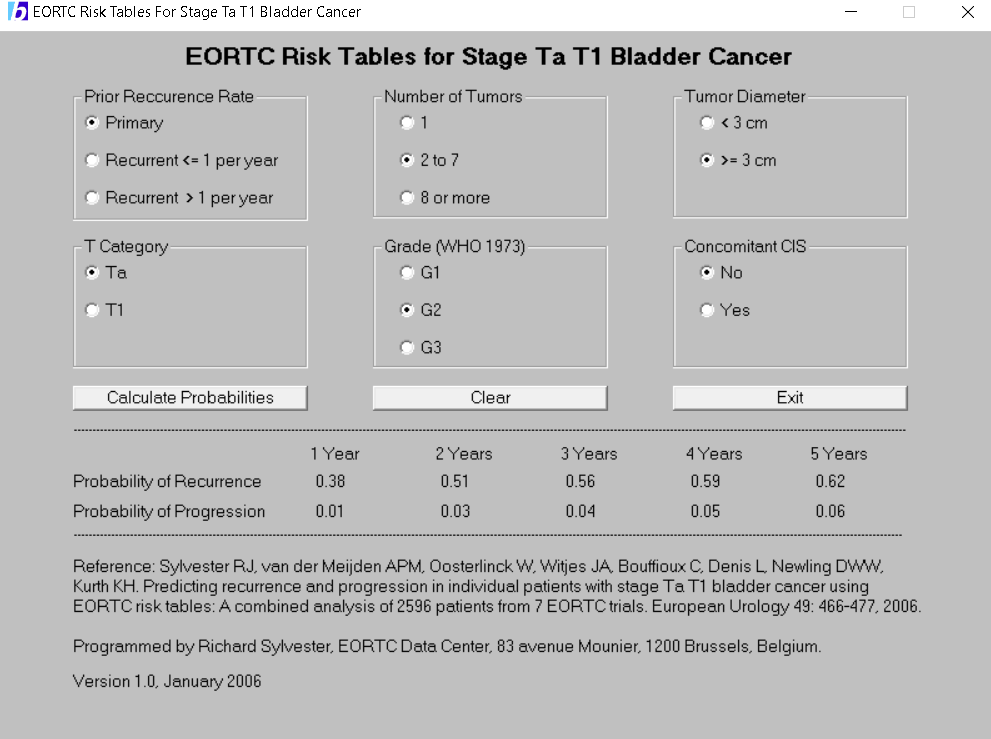 EORTC Risk Tables For Stage Ta T1 Bladder Cancer
EORTC Risk Tables for Stage Ta T1 Bladder Cancer
Prior Reccurence Rate
Primary
Recurrent <= 1 per year
Recurrent > 1 per year
Number of Tumors
1
2 to 7
8 or more
Tumor Diameter
< 3 cm
>= 3 cm
T Category
Ta
T1
Grade (WHO 1973)
G1
G2
G3
Concomitant CIS
No
Yes
Calculate Probabilities
Clear
Exit
1 Year 2 Years 3 Years 4 Years 5 Years
Probability of Recurrence 0.38 0.51 0.56 0.59 0.62
Probability of Progression 0.01 0.03 0.04 0.05 0.06
Reference: Sylvester RJ, van der Meijden APM, Oosterlinck W, Witjes JA, Bouffioux C, Denis L, Newling DWW,
Kurth KH. Predicting recurrence and progression in individual patients with stage Ta T1 bladder cancer using
EORTC risk tables: A combined analysis of 2596 patients from 7 EORTC trials. European Urology 49: 466-477, 2006.
Programmed by Richard Sylvester, EORTC Data Center, 83 avenue Mounier, 1200 Brussels, Belgium.
Version 1.0, January 2006